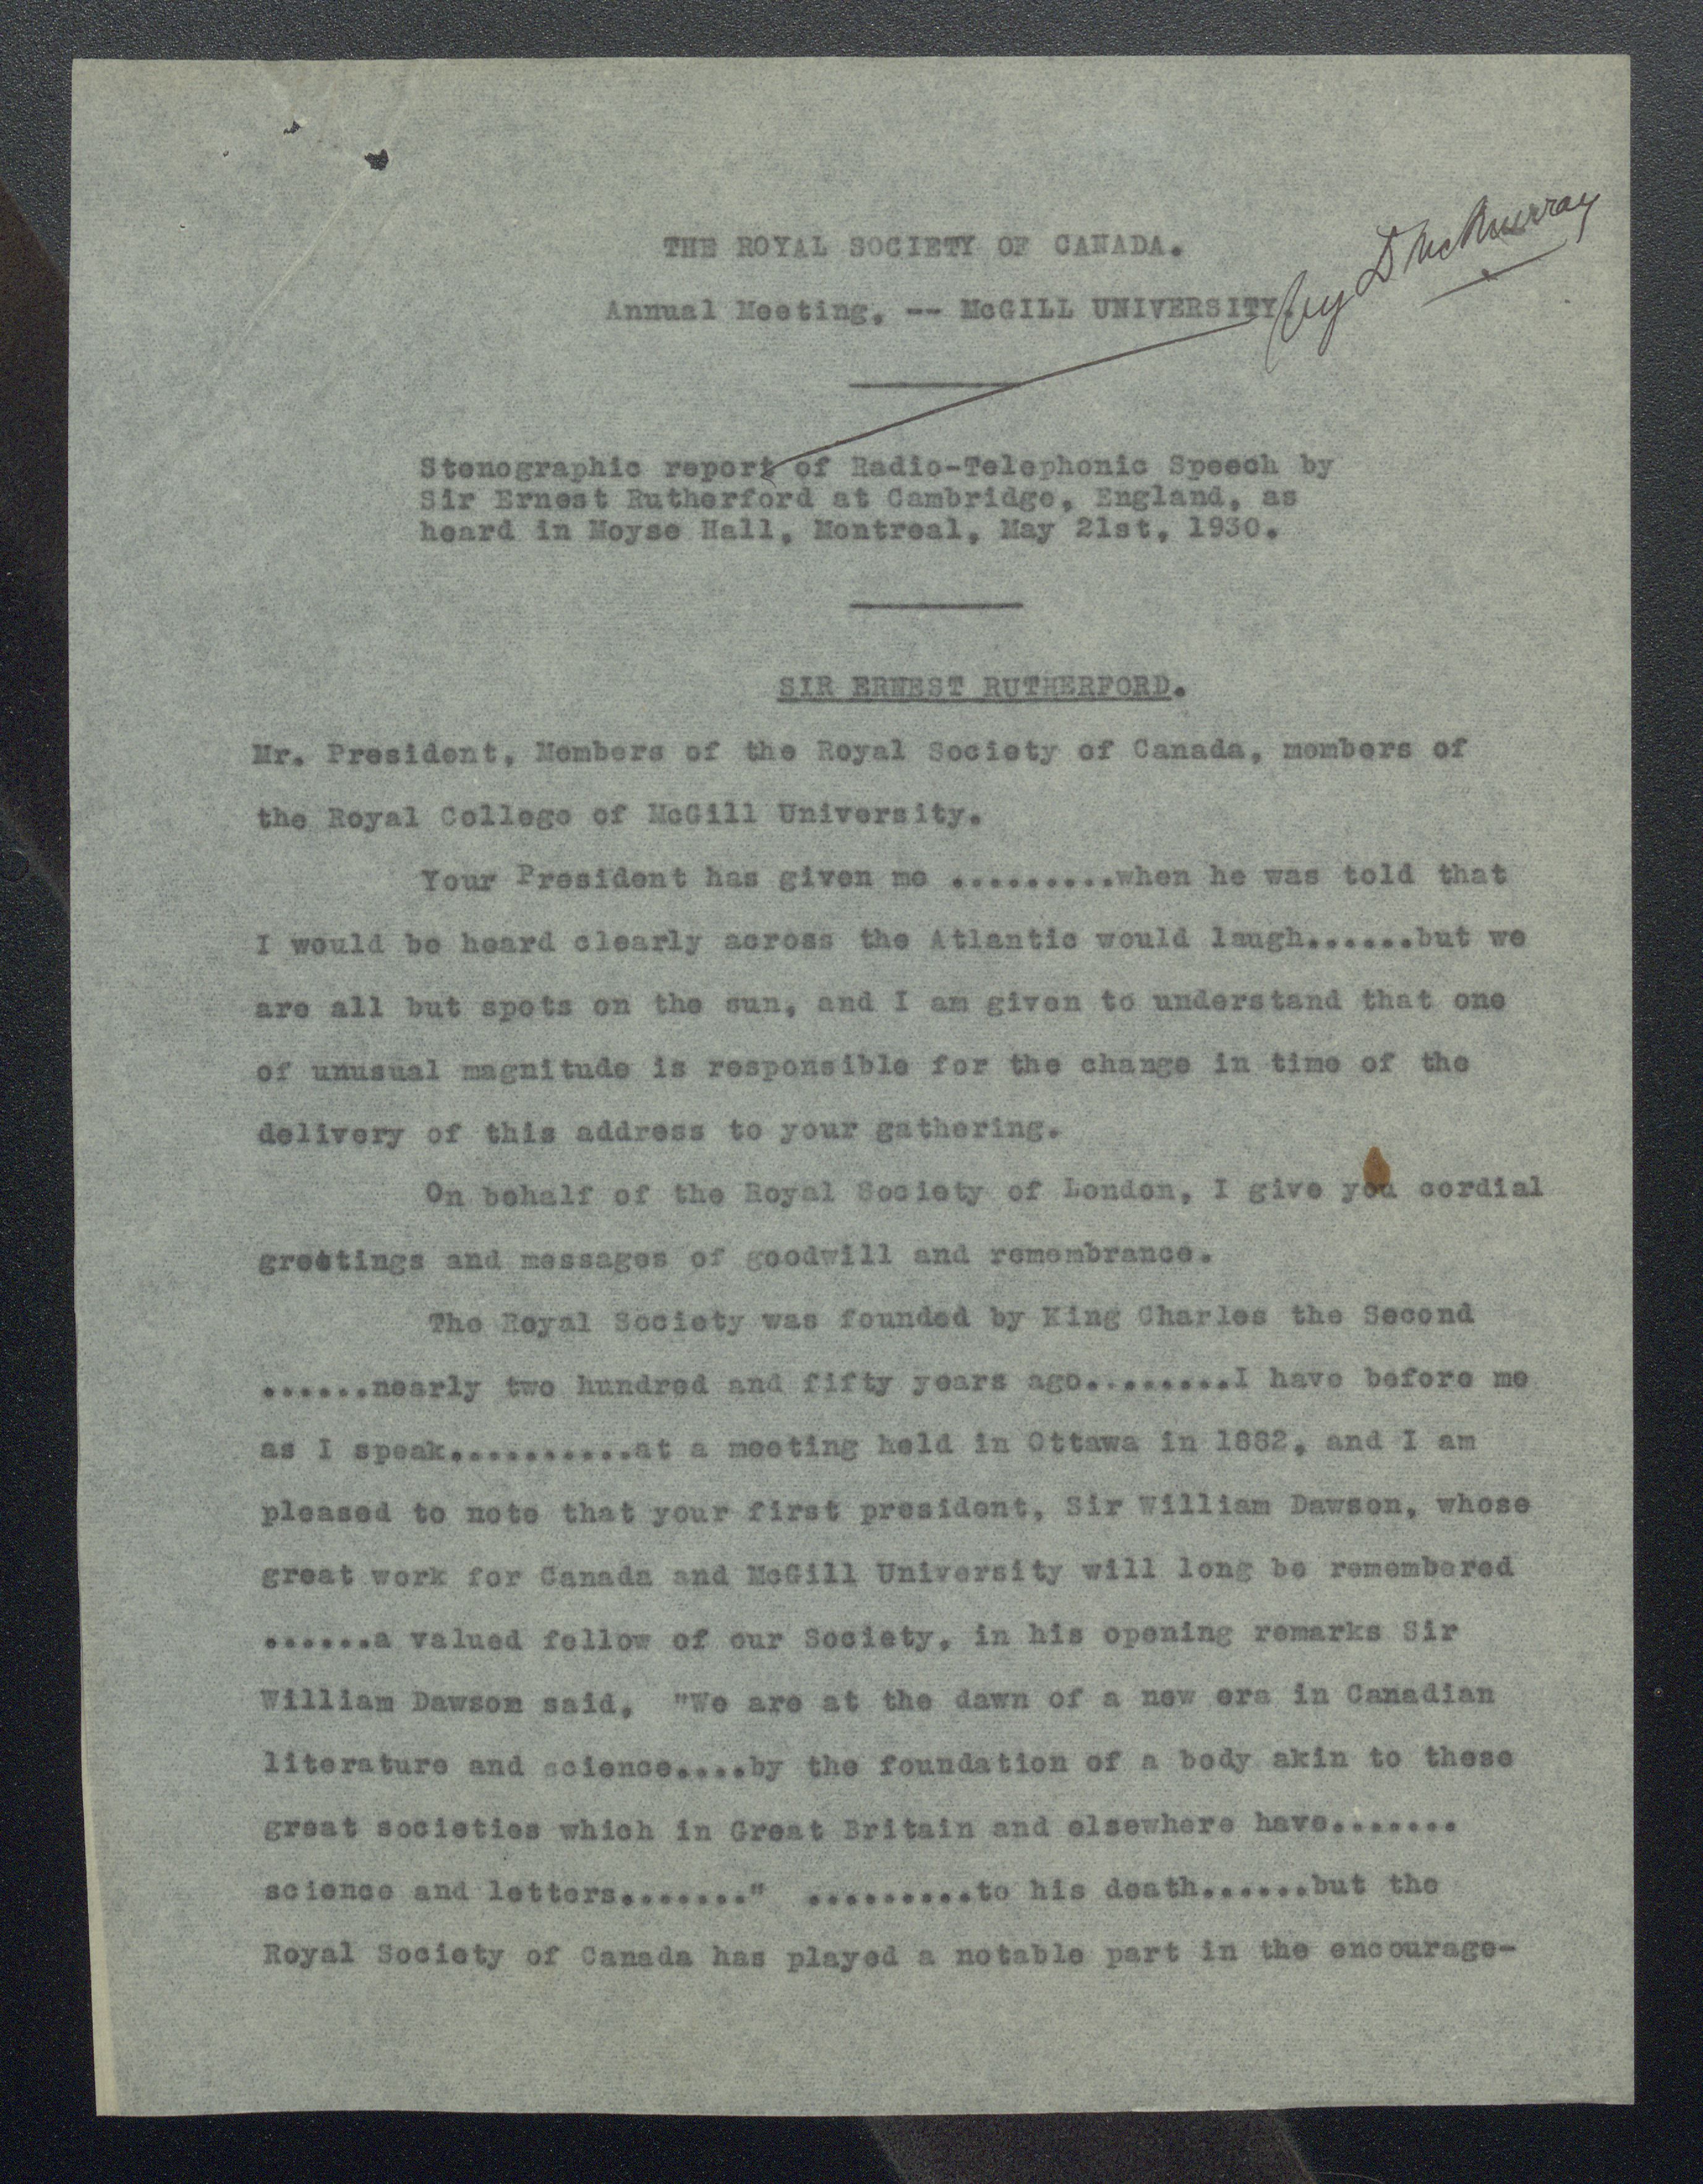 THE ROYAL SOCIETY OF CANADA.
Annual Meeting. -- McGILL UNIVERSITY.
by D McMurray
Stenographic report of Radio-Telephonic Speech by
Sir Ernest Rutherford at Cambridge, England, as
heard in Moyse Hall, Montreal, May 21st, 1930.
SIR ERNEST RUTHERFORD.
Mr. President, Members of the Royal Society of Canada, members of
the Royal College of McGill University.
Your President has given me .........when he was told that
I would be heard clearly across the Atlantic would laugh......but we
are all but spots on the sun, and I am given to understand that one
of unusual magnitude is responsible for the change in time of the
delivery of this address to your gathering.
On behalf of the Royal Society of London, I give you cordial
greetings and messages of goodwill and remembrance.
The Royal Society was founded by King Charles the Second
......nearly two hundred and fifty years ago.........I have before me
as I speak..........at a meeting held in Ottawa in 1882, and I am
pleased to note that your first president, Sir William Dawson, whose
great work for Canada and McGill University will long be remembered
......a valued fellow of our Society, in his opening remarks Sir
William Dawson said, "We are at the dawn of a new era in Canadian
literature and science....by the foundation of a body akin to these
great societies which in Great Britain and elsewhere have.......
science and letters......." .........to his death......but the
Royal Society of Canada has played a notable part in the encourage-